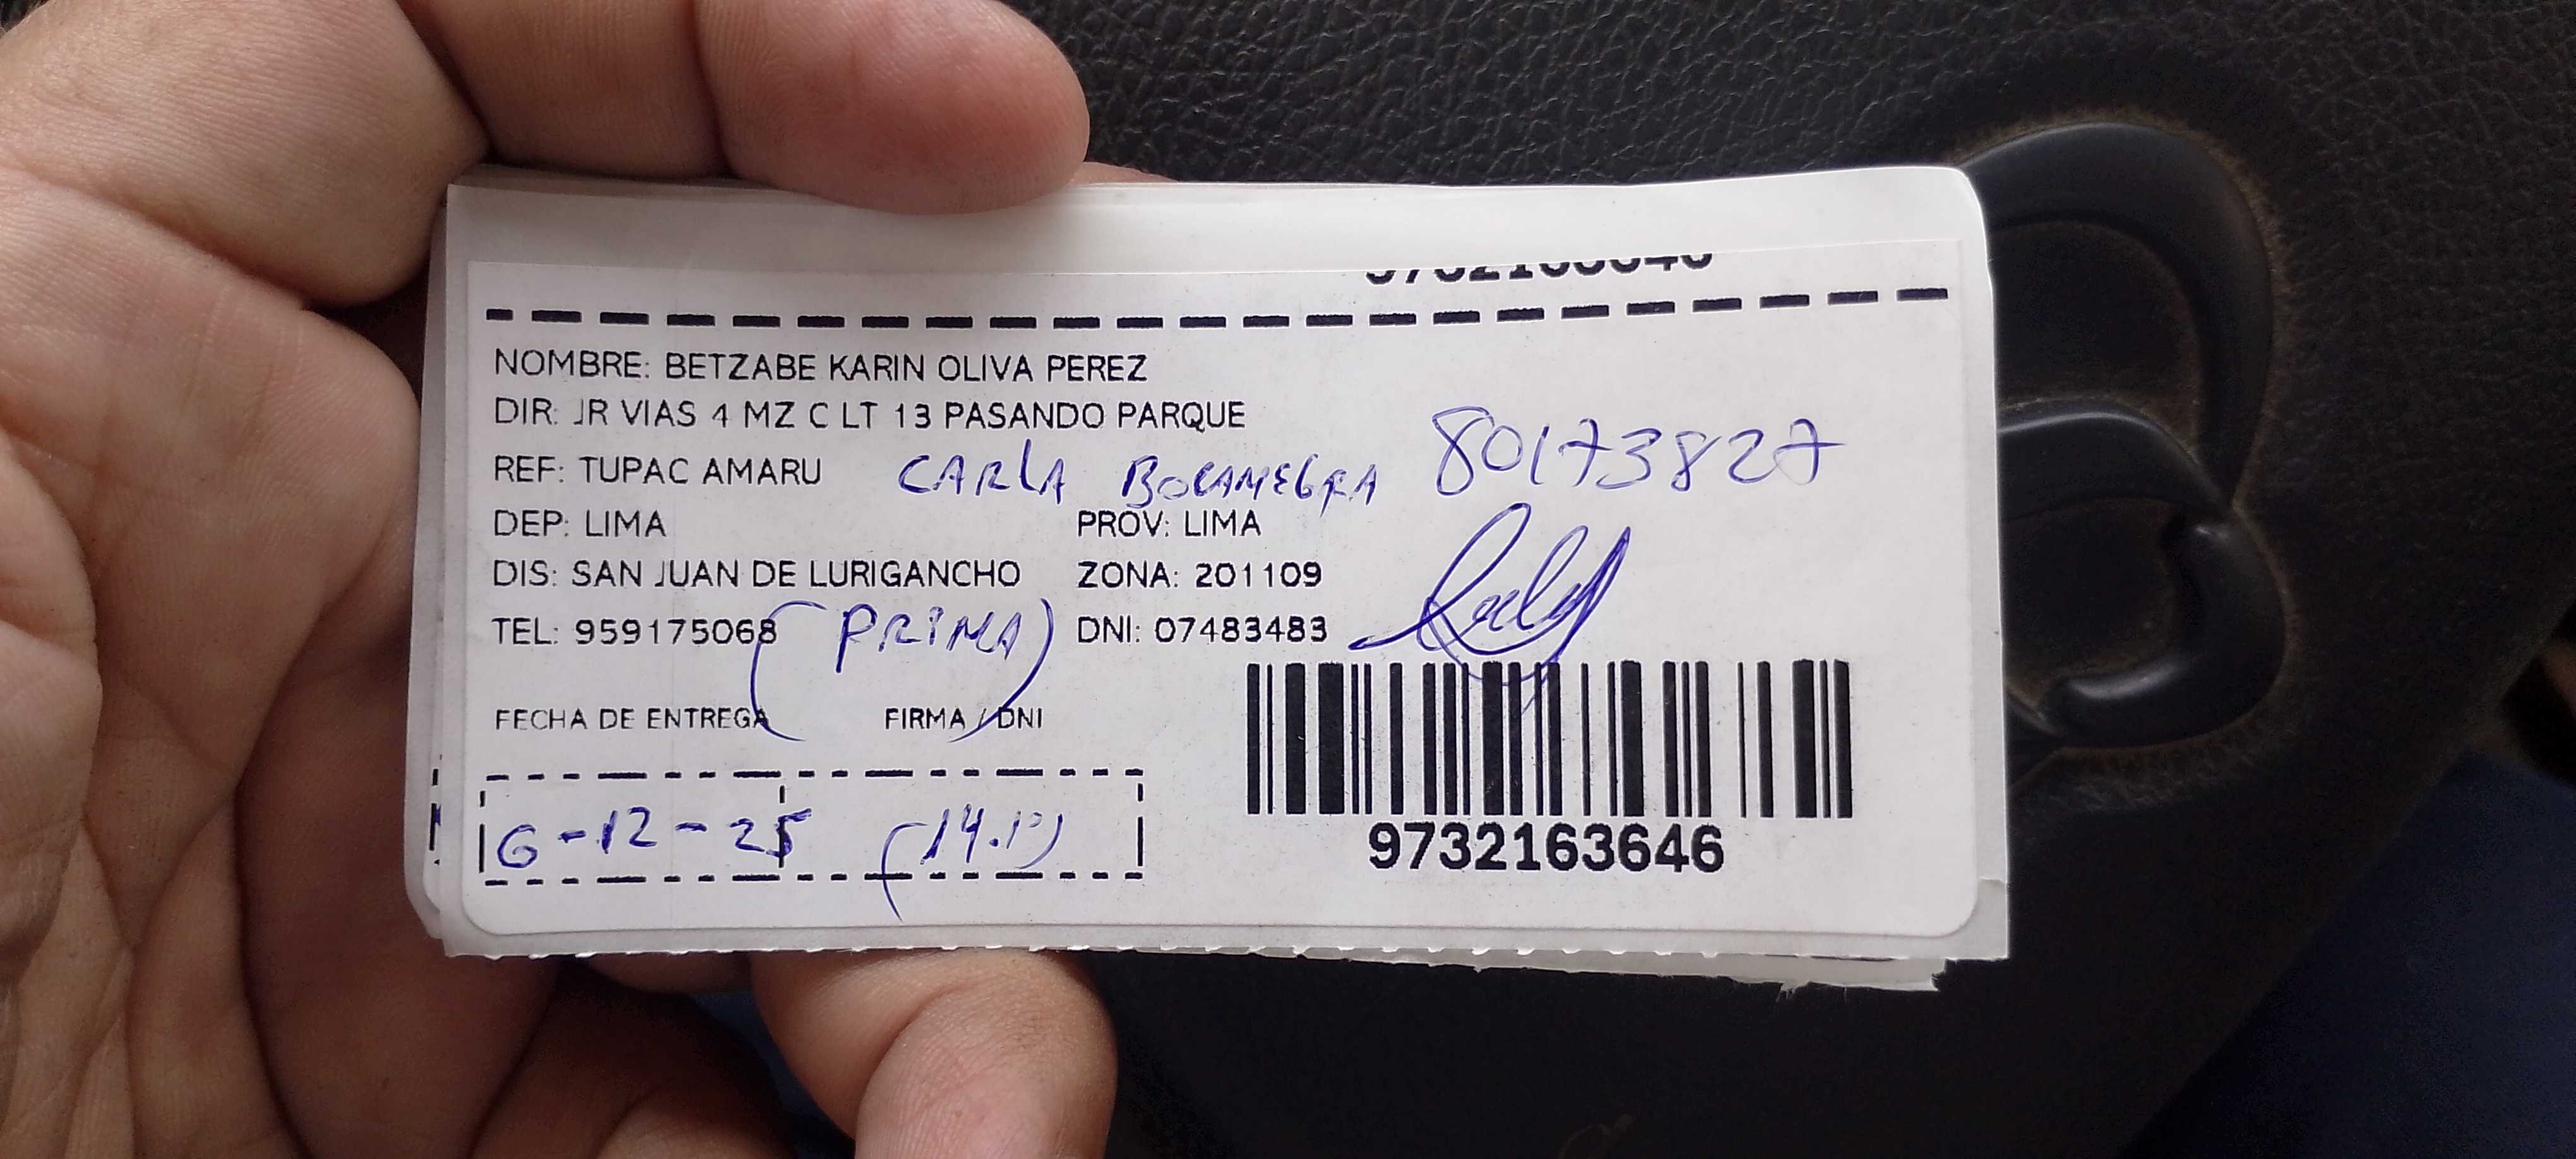 9732163646
NOMBRE: BETZABE KARIN OLIVA PEREZ
DIR: JR VIAS 4 MZ C LT 13 PASANDO PARQUE
REF: TUPAC AMARU CARLA BOCANEGRA 80173827
DEP: LIMA PROV: LIMA
DIS: SAN JUAN DE LURIGANCHO ZONA: 201109
TEL: 959175068 (PRIMA) DNI: 07483483
FECHA DE ENTREGA FIRMA / DNI
6-12-25
9732163646